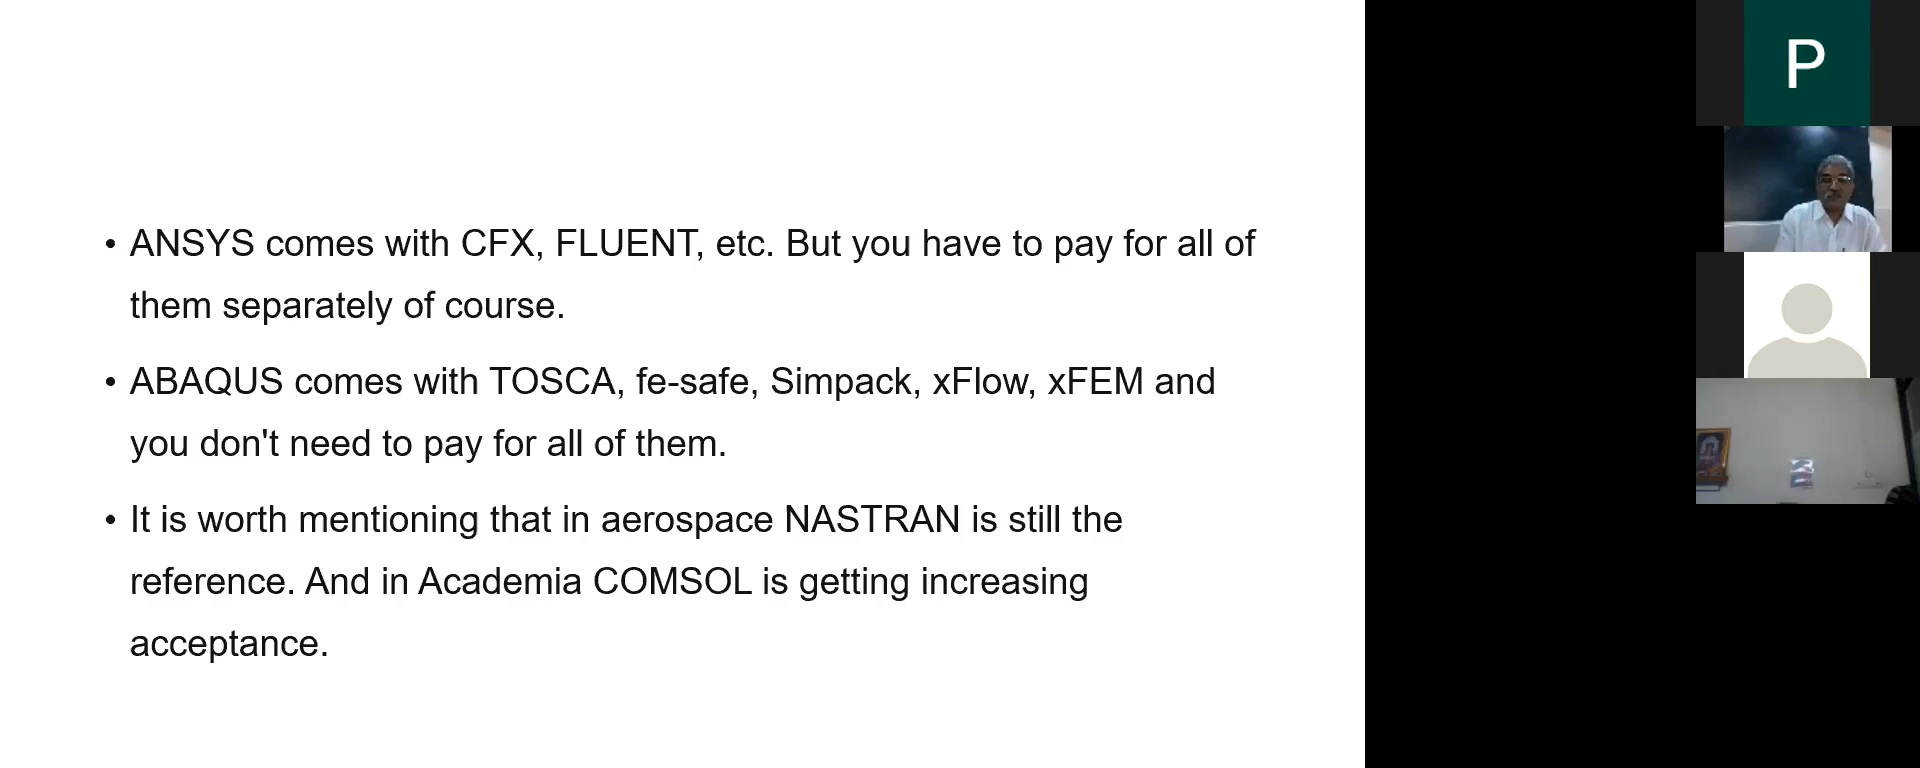 • ANSYS comes with CFX, FLUENT, etc. But you have to pay for all of
them separately of course.
• ABAQUS comes with TOSCA, fe-safe, Simpack, xFlow, xFEM and
you don't need to pay for all of them.
• It is worth mentioning that in aerospace NASTRAN is still the
reference. And in Academia COMSOL is getting increasing
acceptance.
P